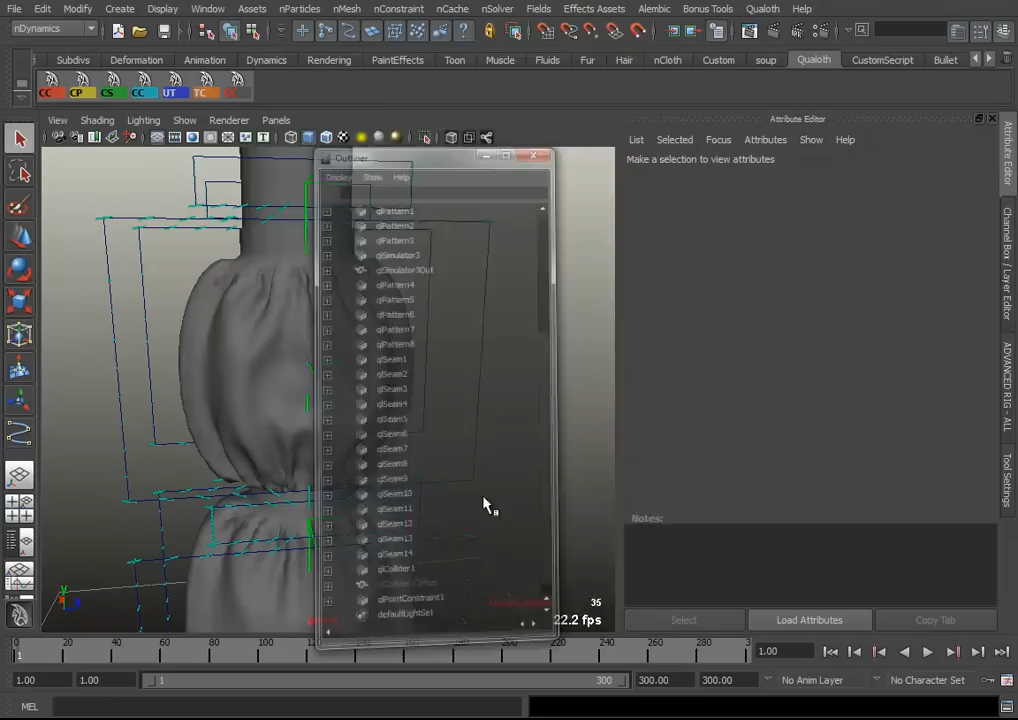 File Edit Modify Create Display Window Assets nParticles nMesh nConstraint nCache nSolver Fields Effects Assets Alembic Bonus Tools Qualoth Help
nDynamics
Subdivs Deformation Animation Dynamics Rendering PaintEffects Toon Muscle Fluids Fur Hair nCloth Custom soup Qualoth CustomScript Bullet
CC CP CS CC UT TC CC
View Shading Lighting Show Renderer Panels
Attribute Editor
List Selected Focus Attributes Show Help
Make a selection to view attributes
Outliner
Display Show Help
qlPattern1
qlPattern2
qlPattern3
qlSimulator3
qlSimulator3Out
qlPattern4
qlPattern5
qlPattern6
qlPattern7
qlPattern8
qlSeam1
qlSeam2
qlSeam3
qlSeam4
qlSeam5
qlSeam6
qlSeam7
qlSeam8
qlSeam9
qlSeam10
qlSeam11
qlSeam12
qlSeam13
qlSeam14
qlCollider1
qlPointConstraint1
defaultLightSet
35
22.2 fps
Notes:
Select Load Attributes Copy Tab
Attribute Editor
Channel Box / Layer Editor
ADVANCED RIG - ALL
Tool Settings
1 20 40 60 80 100 120 140 160 180 200 220 240 260 280 3
1
1.00
1.00 1.00 1 300 300.00 300.00 No Anim Layer No Character Set
MEL